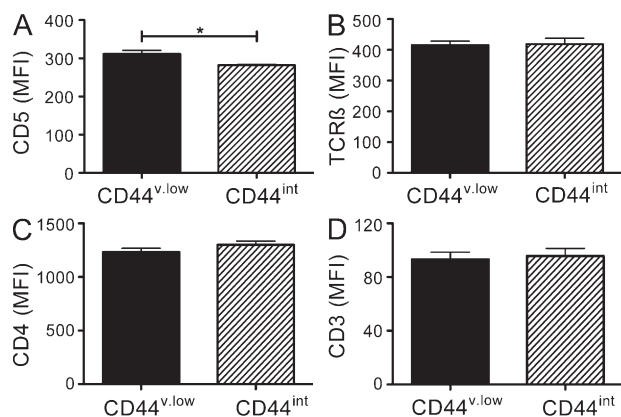 A
CD5 (MFI)
400
300
200
100
0
*
CD44v.low CD44int
B
TCRß (MFI)
500
400
300
200
100
0
CD44v.low CD44int
C
CD4 (MFI)
1500
1000
500
0
CD44v.low CD44int
D
CD3 (MFI)
120
80
40
0
CD44v.low CD44int